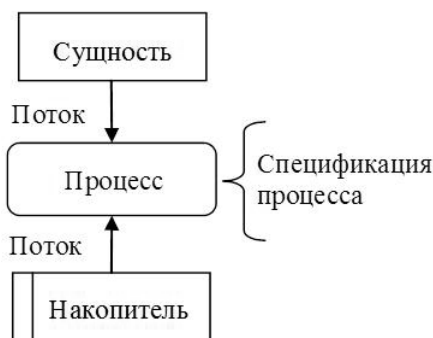 Сущность
Поток
Процесс
Спецификация
процесса
Поток
Накопитель